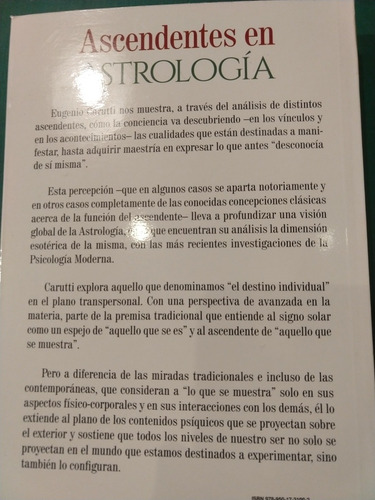 Ascendentes en
ASTROLOGÍA
Eugenio Carutti nos muestra, a través del análisis de distintos
ascendentes, cómo la conciencia va descubriendo –en los vínculos y
en los acontecimientos– las cualidades que están destinadas a mani-
festar, hasta adquirir maestría en expresar lo que antes “desconocía
de sí misma”.
Esta percepción –que en algunos casos se aparta notoriamente y
en otros casos completamente de las conocidas concepciones clásicas
acerca de la función del ascendente– lleva a profundizar una visión
global de la Astrología, que encuentran su análisis la dimensión
esotérica de la misma, con las más recientes investigaciones de la
Psicología Moderna.
Carutti explora aquello que denominamos “el destino individual”
en el plano transpersonal. Con una perspectiva de avanzada en la
materia, parte de la premisa tradicional que entiende al signo solar
como un espejo de “aquello que se es” y al ascendente de “aquello que
se muestra”.
Pero a diferencia de las miradas tradicionales e incluso de las
contemporáneas, que consideran a “lo que se muestra” solo en sus
aspectos físico-corporales y en sus interacciones con los demás, él lo
extiende al plano de los contenidos psíquicos que se proyectan sobre
el exterior y sostiene que todos los niveles de nuestro ser no solo se
proyectan en el mundo que estamos destinados a experimentar, sino
también lo configuran.